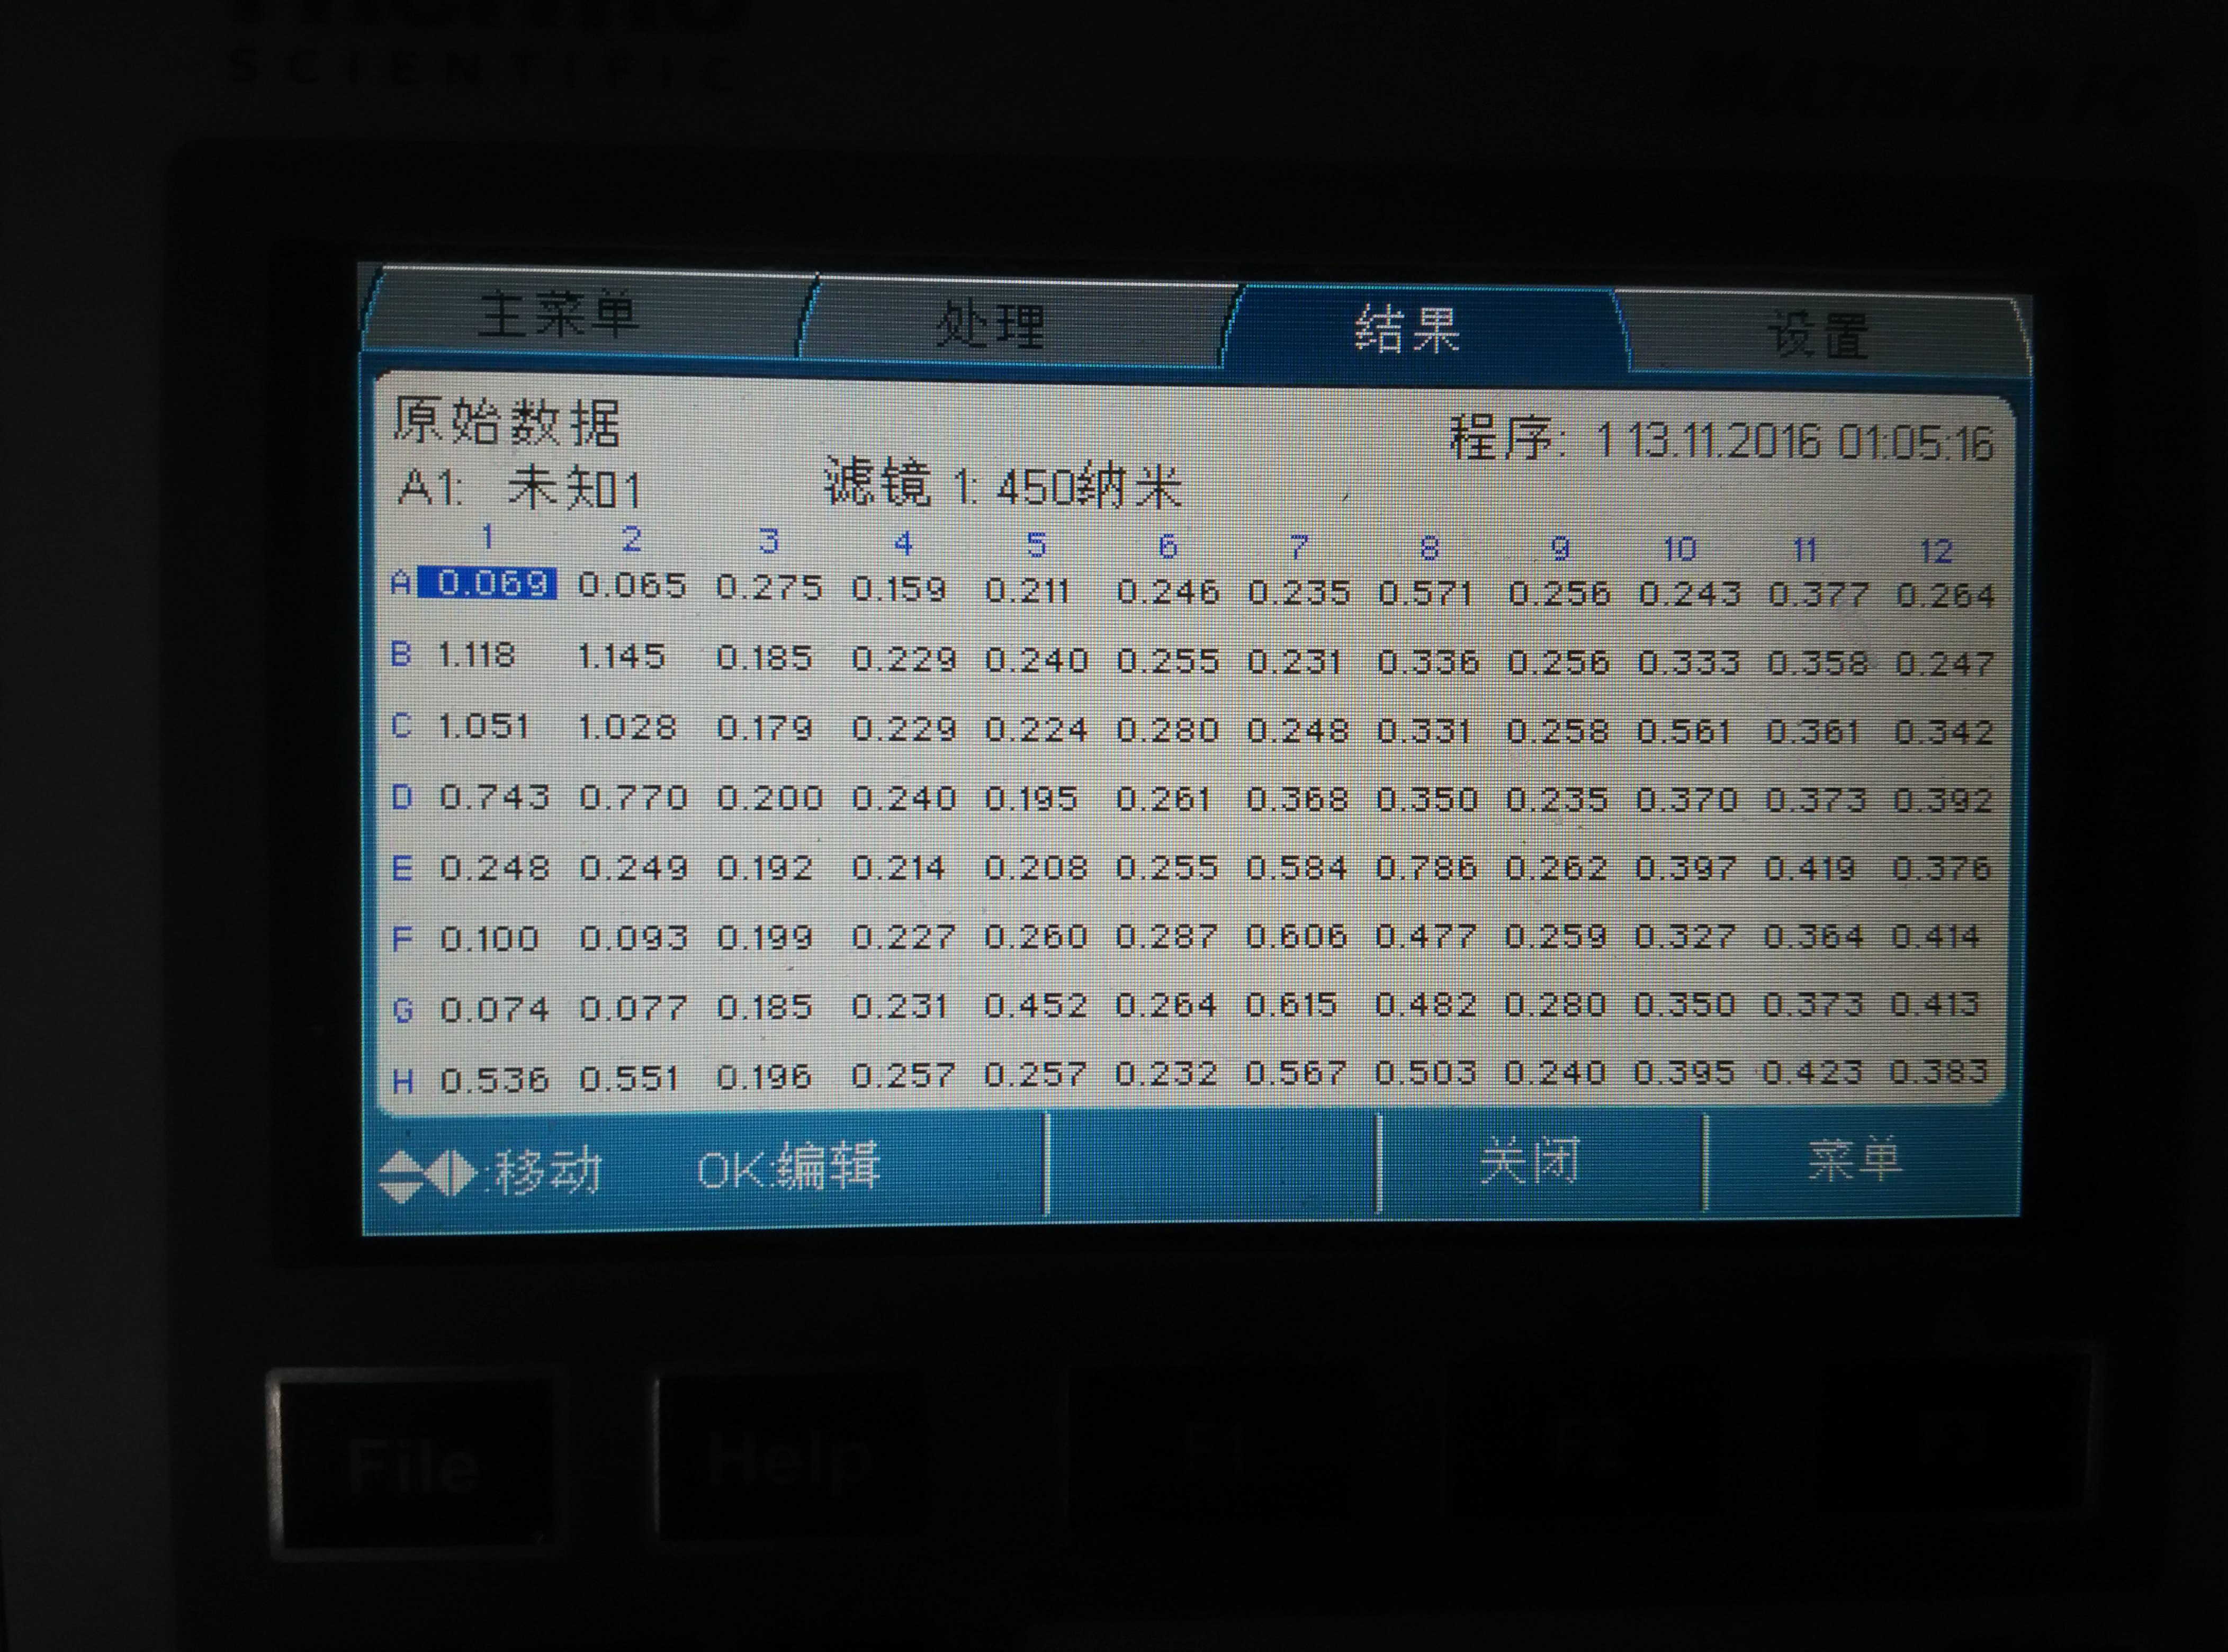 SCIENTIFIC
主菜单 处理 结果 设置
原始数据 程序: 1 13.11.2016 01:05:16
A1: 未知1 滤镜 1: 450纳米
1 2 3 4 5 6 7 8 9 10 11 12
A 0.069 0.065 0.275 0.159 0.211 0.246 0.235 0.571 0.256 0.243 0.377 0.264
B 1.118 1.145 0.185 0.229 0.240 0.255 0.231 0.336 0.256 0.333 0.358 0.247
C 1.051 1.028 0.179 0.229 0.224 0.280 0.248 0.331 0.258 0.561 0.361 0.342
D 0.743 0.770 0.200 0.240 0.195 0.261 0.368 0.350 0.235 0.370 0.373 0.392
E 0.248 0.249 0.192 0.214 0.208 0.255 0.584 0.786 0.262 0.397 0.419 0.376
F 0.100 0.093 0.199 0.227 0.260 0.287 0.606 0.477 0.259 0.327 0.364 0.414
G 0.074 0.077 0.185 0.231 0.452 0.264 0.615 0.482 0.280 0.350 0.373 0.413
H 0.536 0.551 0.196 0.257 0.257 0.232 0.567 0.503 0.240 0.395 0.423 0.383
:移动 OK:编辑 关闭 菜单
File Help F1